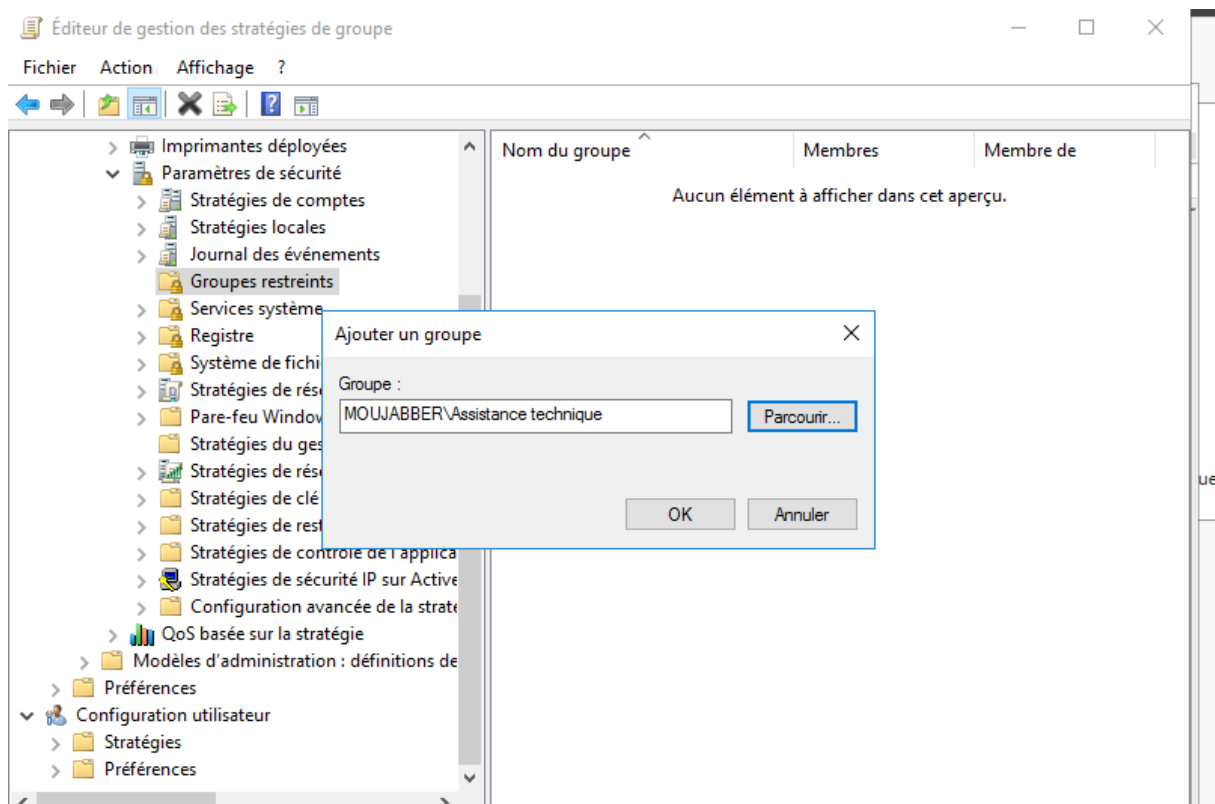 Éditeur de gestion des stratégies de groupe
Fichier Action Affichage ?
Nom du groupe Membres Membre de
Aucun élément à afficher dans cet aperçu.
Imprimantes déployées
Paramètres de sécurité
Stratégies de comptes
Stratégies locales
Journal des événements
Groupes restreints
Services système
Registre
Système de fichi
Stratégies de rés
Pare-feu Window
Stratégies du ges
Stratégies de rés
Stratégies de clé
Stratégies de rest
Stratégies de contrôle de l'applica
Stratégies de sécurité IP sur Active
Configuration avancée de la straté
QoS basée sur la stratégie
Modèles d'administration : définitions de
Préférences
Configuration utilisateur
Stratégies
Préférences
Ajouter un groupe
Groupe :
MOUJABBER\Assistance technique
Parcourir...
OK Annuler
ue